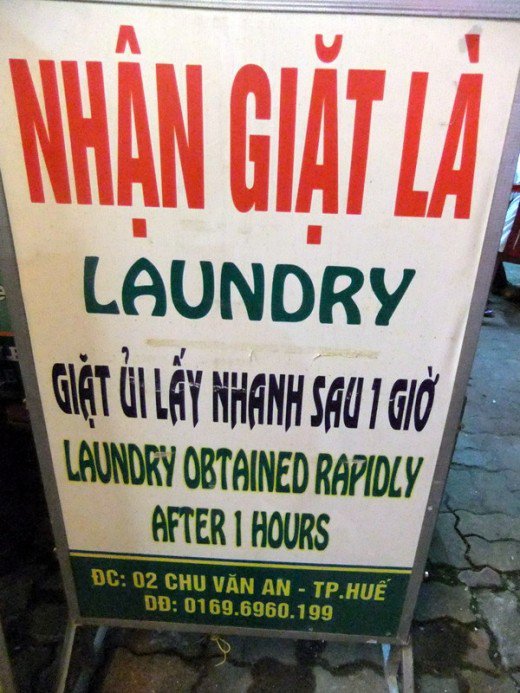 NHẬN GIẶT LÀ
LAUNDRY
GIẶT ỦI LẤY NHANH SAU 1 GIỜ
LAUNDRY OBTAINED RAPIDLY
AFTER 1 HOURS
ĐC: 02 CHU VĂN AN - TP.HUẾ
DĐ: 0169.6960.199